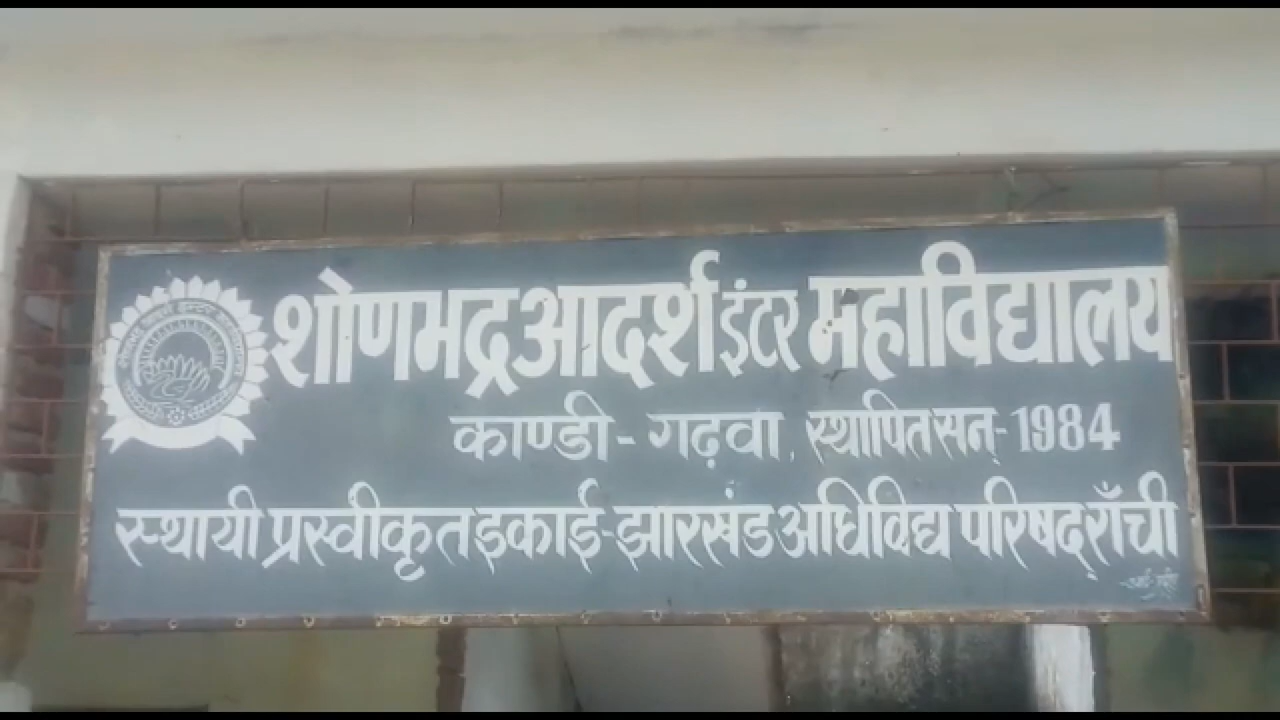 शोणभद्र आदर्श इंटर महाविद्यालय
काण्डी - गढ़वा, स्थापित सन् - 1984
स्थायी प्रस्वीकृत इकाई - झारखंड अधिविद्य परिषद् राँची